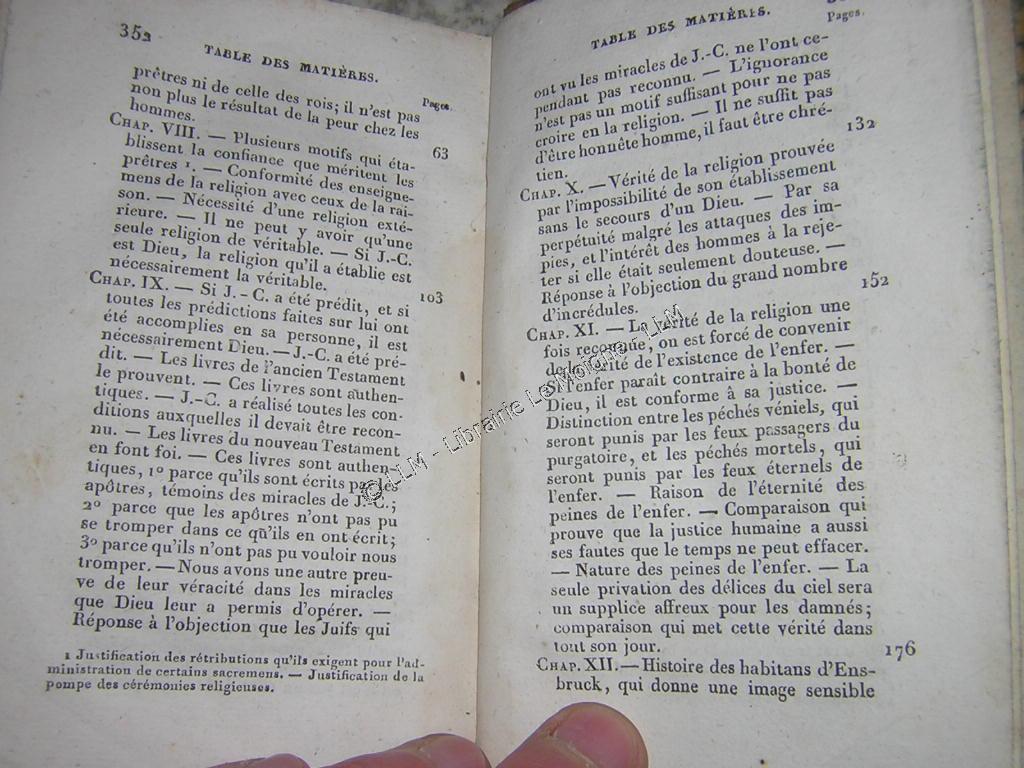 352
TABLE DES MATIÈRES.
Pages.
prêtres ni de celle des rois; il n'est pas
non plus le résultat de la peur chez les
hommes. 63
CHAP. VIII. — Plusieurs motifs qui éta-
blissent la confiance que méritent les
prêtres 1. — Conformité des enseigne-
mens de la religion avec ceux de la rai-
son. — Nécessité d'une religion exté-
rieure. — Il ne peut y avoir qu'une
seule religion de véritable. — Si J.-C.
est Dieu, la religion qu'il a établie est
nécessairement la véritable. 103
CHAP. IX. — Si J.-C. a été prédit, et si
toutes les prédictions faites sur lui ont
été accomplies en sa personne, il est
nécessairement Dieu. — J.-C. a été pré-
dit. — Les livres de l'ancien Testament
le prouvent. — Ces livres sont authen-
tiques. — J.-C. a réalisé toutes les con-
ditions auxquelles il devait être recon-
nu. — Les livres du nouveau Testament
en font foi. — Ces livres sont authen-
tiques, 1° parce qu'ils sont écrits par les
apôtres, témoins des miracles de J.-C.;
2° parce que les apôtres n'ont pas pu
se tromper dans ce qu'ils en ont écrit;
3° parce qu'ils n'ont pas pu vouloir nous
tromper. — Nous avons une autre preu-
ve de leur véracité dans les miracles
que Dieu leur a permis d'opérer. —
Réponse à l'objection que les Juifs qui
1 Justification des rétributions qu'ils exigent pour l'ad-
ministration de certains sacremens. — Justification de la
pompe des cérémonies religieuses.
TABLE DES MATIÈRES.
Pages.
ont vu les miracles de J.-C. ne l'ont ce-
pendant pas reconnu. — L'ignorance
n'est pas un motif suffisant pour ne pas
croire en la religion. — Il ne suffit pas
d'être honnête homme, il faut être chré-
tien. 132
CHAP. X. — Vérité de la religion prouvée
par l'impossibilité de son établissement
sans le secours d'un Dieu. — Par sa
perpétuité malgré les attaques des im-
pies, et l'intérêt des hommes à la reje-
ter si elle était seulement douteuse. —
Réponse à l'objection du grand nombre
d'incrédules. 152
CHAP. XI. — La vérité de la religion une
fois reconnue, on est forcé de convenir
de la vérité de l'existence de l'enfer. —
Si l'enfer paraît contraire à la bonté de
Dieu, il est conforme à sa justice. —
Distinction entre les péchés véniels, qui
seront punis par les feux passagers du
purgatoire, et les péchés mortels, qui
seront punis par les feux éternels de
l'enfer. — Raison de l'éternité des
peines de l'enfer. — Comparaison qui
prouve que la justice humaine a aussi
ses fautes que le temps ne peut effacer.
— Nature des peines de l'enfer. — La
seule privation des délices du ciel sera
un supplice affreux pour les damnés;
comparaison qui met cette vérité dans
tout son jour. 176
CHAP. XII. — Histoire des habitans d'Ens-
bruck, qui donne une image sensible
© LLM - Librairie Le Moigne - LLM